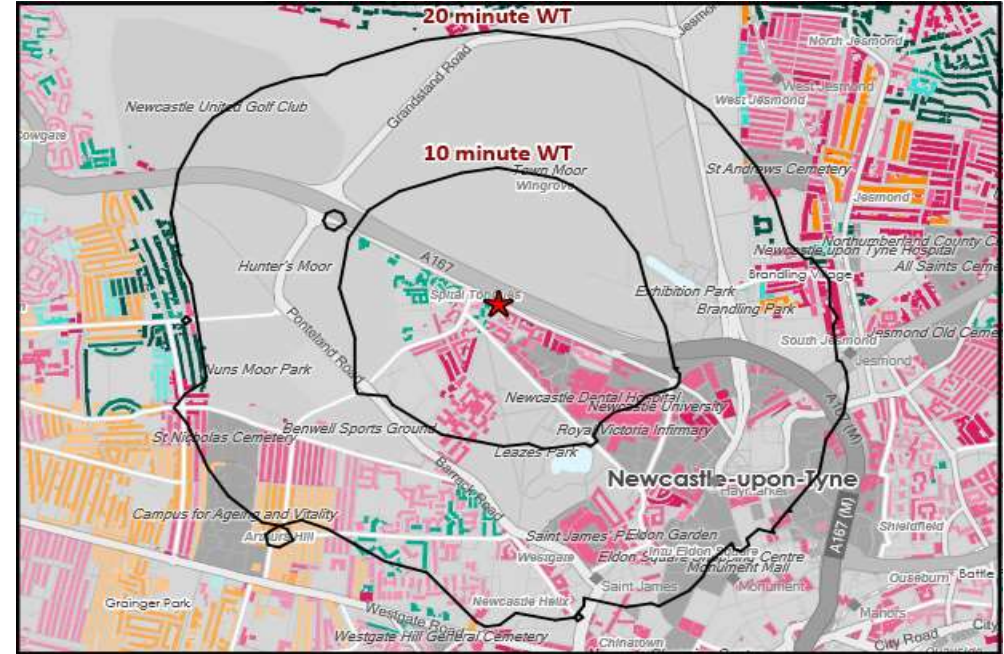 20 minute WT
Jesmon
North Jesmond
Grandstand Road
West Jesmond
West Jesmond
Newcastle United Golf Club
Cowgate
10 minute WT
Town Moor
Wingrove
St Andrews Cemetery
Jesmond
Northumberland County C
Newcastle upon Tyne Hospital
All Saints Ceme
A167
Hunter's Moor
Brandling Village
Exhibition Park
Brandling Park
Spital Tongues
Jesmond Old Ceme
South Jesmond
Jesmond
Ponteland Road
Nuns Moor Park
Newcastle Dental Hospital
Newcastle University
A167 (M)
St Nicholas Cemetery
Benwell Sports Ground
Royal Victoria Infirmary
Leazes Park
Barrack Road
Newcastle-upon-Tyne
Haymarket
Campus for Ageing and Vitality
Arthurs Hill
Saint James' P
Eldon Garden
A167 (M)
Shieldfield
Westgate
Intu Eldon Square
Eldon Square Shopping Centre
Monument Mall
Saint James
Monument
Ouseburn
Battle
Grainger Park
Newcastle Helix
Westgate Road
Manors
Westgate Hill General Cemetery
Chinatown
City Road
City
Quayside